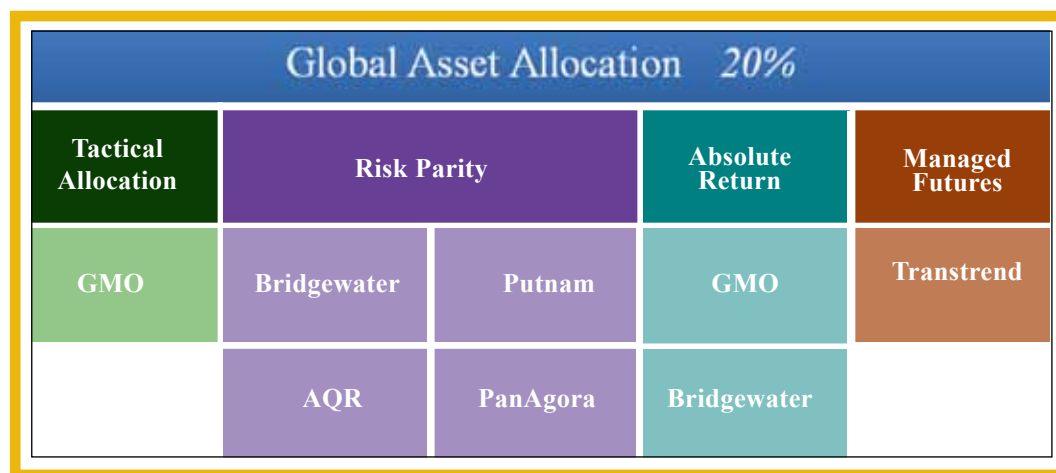 Global Asset Allocation 20%
Tactical
Allocation
Risk Parity
Absolute
Return
Managed
Futures
GMO
Bridgewater
Putnam
GMO
Transtrend
AQR
PanAgora
Bridgewater